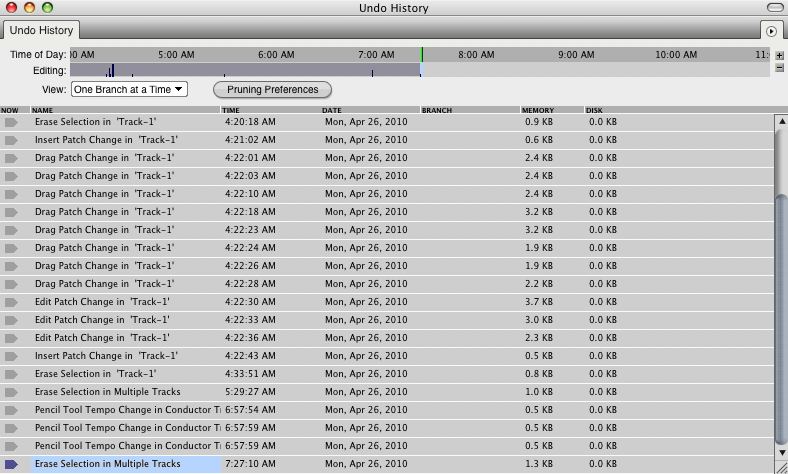 Undo History
Undo History
Time of Day: 00 AM 5:00 AM 6:00 AM 7:00 AM 8:00 AM 9:00 AM 10:00 AM 11:
Editing:
View: One Branch at a Time Pruning Preferences
NOW NAME TIME DATE BRANCH MEMORY DISK
Erase Selection in 'Track-1' 4:20:18 AM Mon, Apr 26, 2010 0.9 KB 0.0 KB
Insert Patch Change in 'Track-1' 4:21:02 AM Mon, Apr 26, 2010 0.6 KB 0.0 KB
Drag Patch Change in 'Track-1' 4:22:01 AM Mon, Apr 26, 2010 2.4 KB 0.0 KB
Drag Patch Change in 'Track-1' 4:22:03 AM Mon, Apr 26, 2010 2.4 KB 0.0 KB
Drag Patch Change in 'Track-1' 4:22:10 AM Mon, Apr 26, 2010 2.4 KB 0.0 KB
Drag Patch Change in 'Track-1' 4:22:18 AM Mon, Apr 26, 2010 3.2 KB 0.0 KB
Drag Patch Change in 'Track-1' 4:22:23 AM Mon, Apr 26, 2010 3.2 KB 0.0 KB
Drag Patch Change in 'Track-1' 4:22:24 AM Mon, Apr 26, 2010 1.9 KB 0.0 KB
Drag Patch Change in 'Track-1' 4:22:26 AM Mon, Apr 26, 2010 1.9 KB 0.0 KB
Drag Patch Change in 'Track-1' 4:22:28 AM Mon, Apr 26, 2010 2.2 KB 0.0 KB
Edit Patch Change in 'Track-1' 4:22:30 AM Mon, Apr 26, 2010 3.7 KB 0.0 KB
Edit Patch Change in 'Track-1' 4:22:33 AM Mon, Apr 26, 2010 3.0 KB 0.0 KB
Edit Patch Change in 'Track-1' 4:22:36 AM Mon, Apr 26, 2010 2.3 KB 0.0 KB
Insert Patch Change in 'Track-1' 4:22:43 AM Mon, Apr 26, 2010 0.5 KB 0.0 KB
Erase Selection in 'Track-1' 4:33:51 AM Mon, Apr 26, 2010 0.8 KB 0.0 KB
Erase Selection in Multiple Tracks 5:29:27 AM Mon, Apr 26, 2010 1.0 KB 0.0 KB
Pencil Tool Tempo Change in Conductor T 6:57:54 AM Mon, Apr 26, 2010 0.5 KB 0.0 KB
Pencil Tool Tempo Change in Conductor T 6:57:59 AM Mon, Apr 26, 2010 0.5 KB 0.0 KB
Pencil Tool Tempo Change in Conductor T 6:57:59 AM Mon, Apr 26, 2010 0.5 KB 0.0 KB
Erase Selection in Multiple Tracks 7:27:10 AM Mon, Apr 26, 2010 1.3 KB 0.0 KB